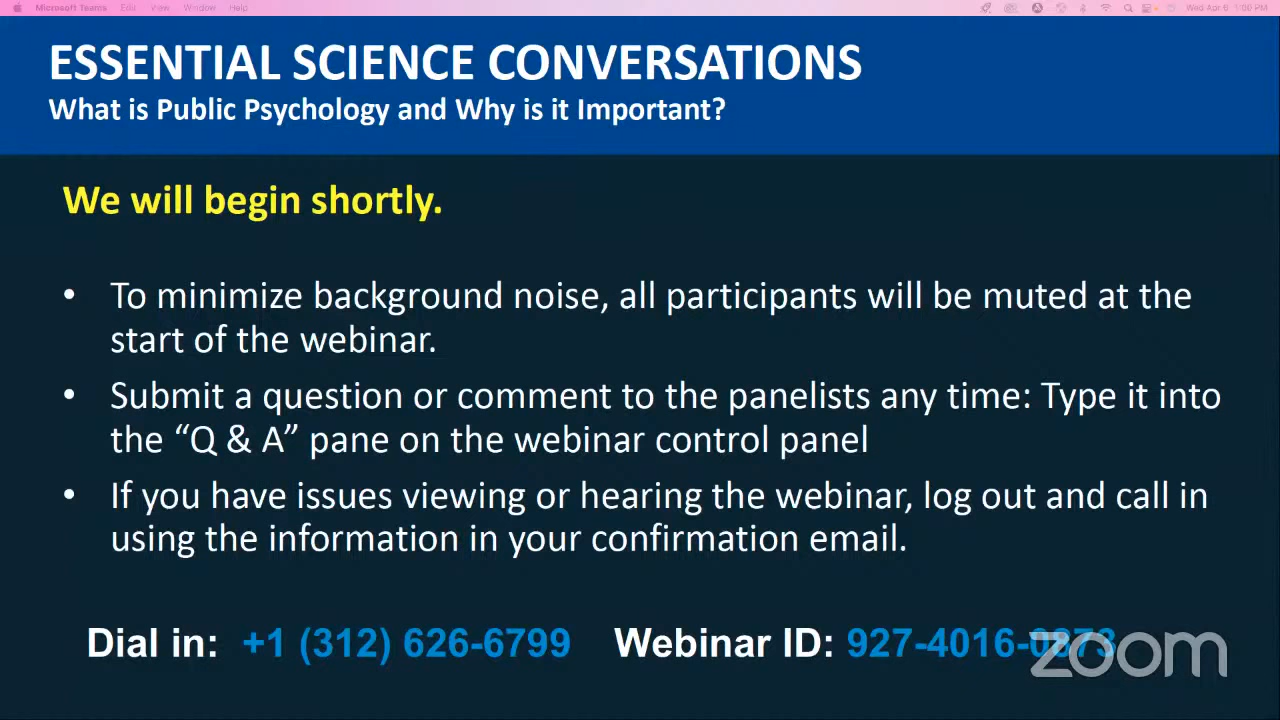 Microsoft Teams Edit View Window Help Wed Apr 6 1:00 PM
ESSENTIAL SCIENCE CONVERSATIONS
What is Public Psychology and Why is it Important?
We will begin shortly.
• To minimize background noise, all participants will be muted at the
start of the webinar.
• Submit a question or comment to the panelists any time: Type it into
the “Q & A” pane on the webinar control panel
• If you have issues viewing or hearing the webinar, log out and call in
using the information in your confirmation email.
Dial in: +1 (312) 626-6799 Webinar ID: 927-4016-0873
zoom